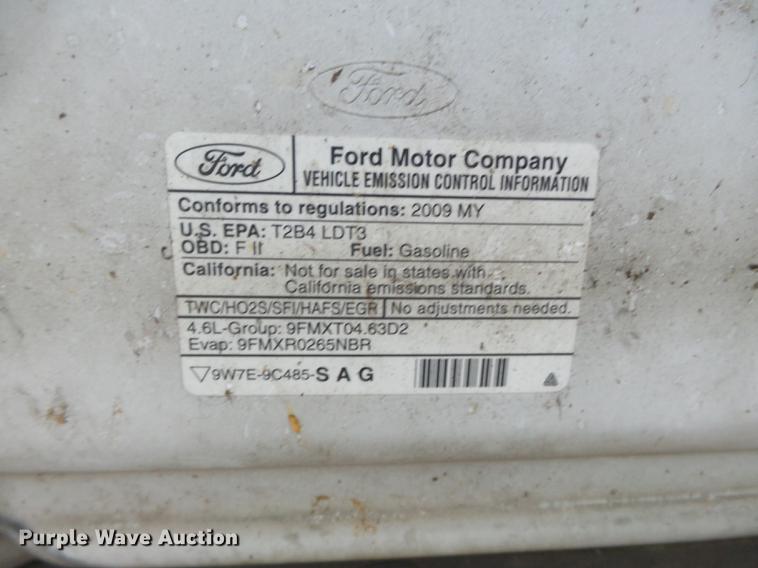 Ford
Ford
Ford Motor Company
VEHICLE EMISSION CONTROL INFORMATION
Conforms to regulations: 2009 MY
U.S. EPA: T2B4 LDT3
OBD: F II Fuel: Gasoline
California: Not for sale in states with
California emissions standards.
TWC/HO2S/SFI/HAFS/EGR No adjustments needed.
4.6L-Group: 9FMXT04.63D2
Evap: 9FMXR0265NBR
9W7E-9C485-S A G
Purple Wave Auction